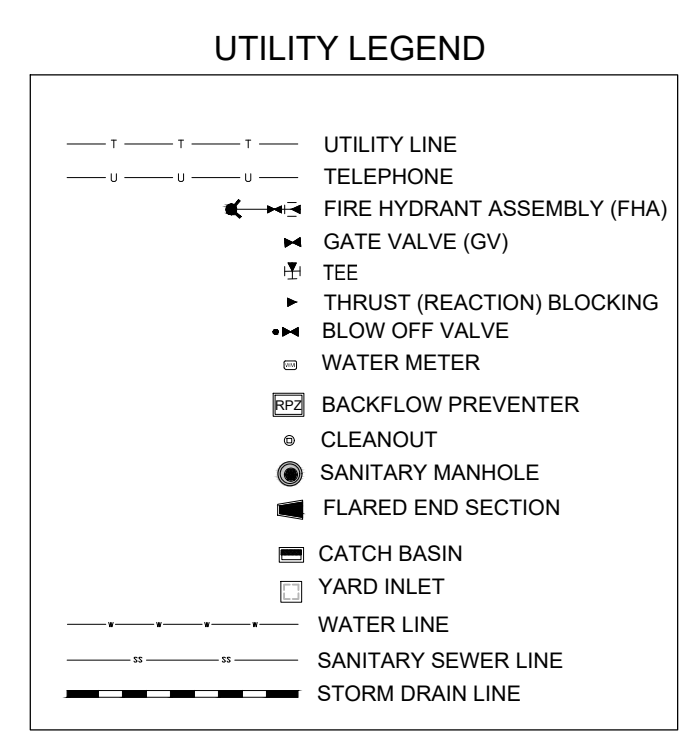 UTILITY LEGEND
T T T UTILITY LINE
U U U TELEPHONE
FIRE HYDRANT ASSEMBLY (FHA)
GATE VALVE (GV)
TEE
THRUST (REACTION) BLOCKING
BLOW OFF VALVE
WM WATER METER
RPZ BACKFLOW PREVENTER
CLEANOUT
SANITARY MANHOLE
FLARED END SECTION
CATCH BASIN
YARD INLET
W W W W WATER LINE
SS SS SANITARY SEWER LINE
STORM DRAIN LINE